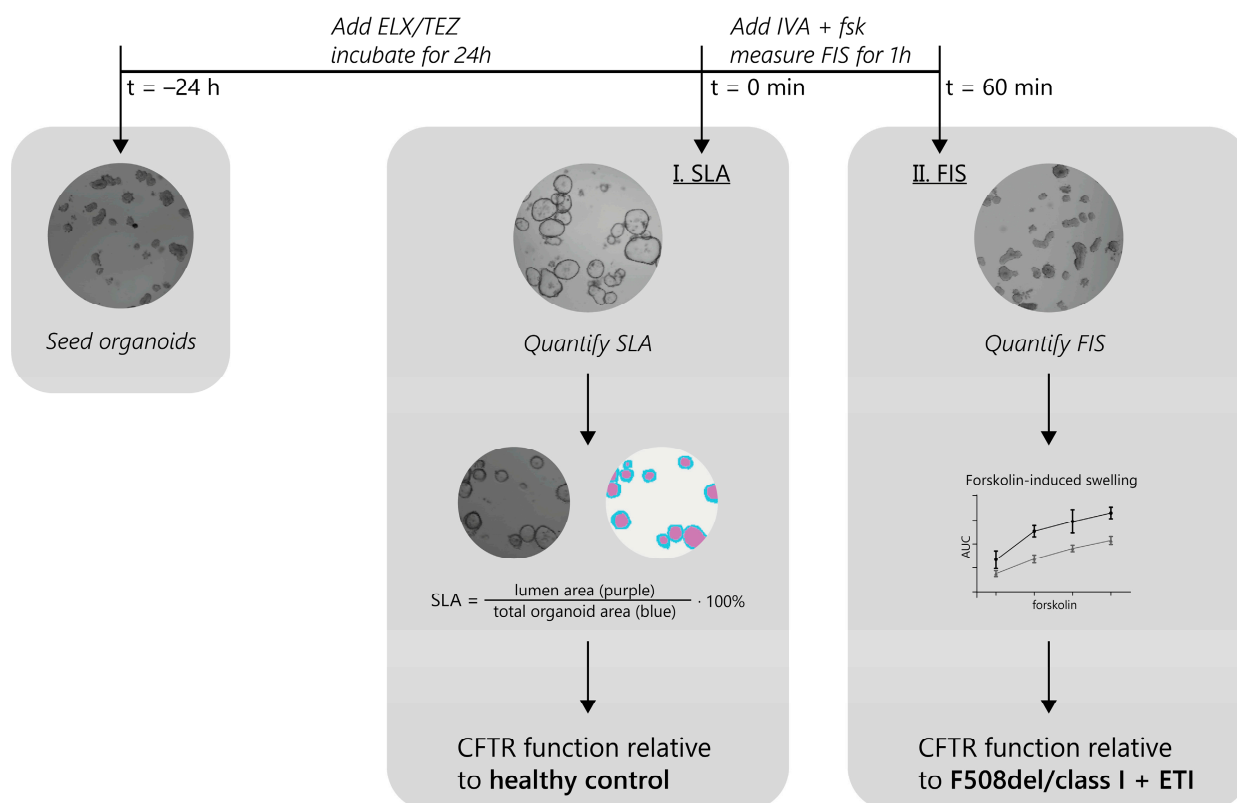 Add ELX/TEZ
incubate for 24h
Add IVA + fsk
measure FIS for 1h
t = –24 h
t = 0 min
t = 60 min
I. SLA
II. FIS
Seed organoids
Quantify SLA
Quantify FIS
Forskolin-induced swelling
AUC
forskolin
SLA = lumen area (purple)
total organoid area (blue) · 100%
CFTR function relative
to healthy control
CFTR function relative
to F508del/class I + ETI